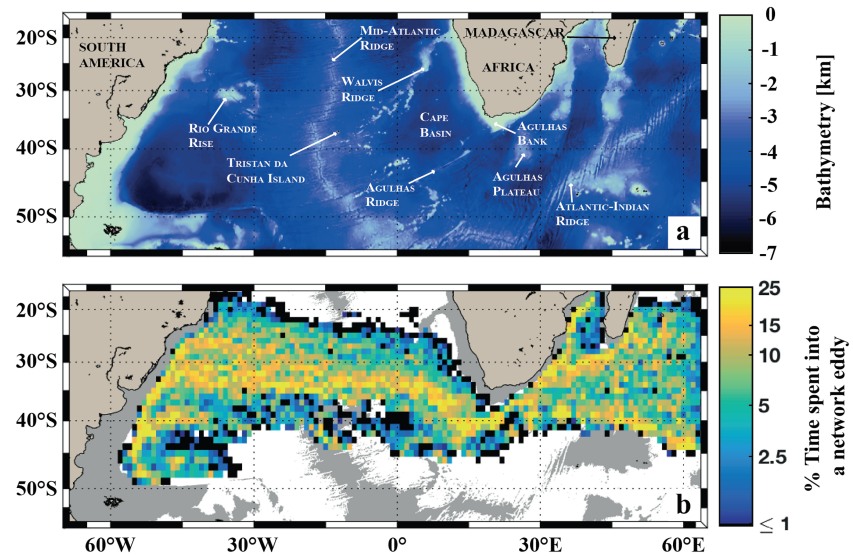 20°S
30°S
40°S
50°S
SOUTH
AMERICA
MID-ATLANTIC
RIDGE
MADAGASCAR
AFRICA
WALVIS
RIDGE
RIO GRANDE
RISE
CAPE
BASIN
TRISTAN DA
CUNHA ISLAND
AGULHAS
RIDGE
AGULHAS
BANK
AGULHAS
PLATEAU
ATLANTIC-INDIAN
RIDGE
a
0
-1
-2
-3
-4
-5
-6
-7
Bathymetry [km]
20°S
30°S
40°S
50°S
b
60°W
30°W
0°
30°E
60°E
25
15
10
5
2.5
≤ 1
% Time spent into
a network eddy